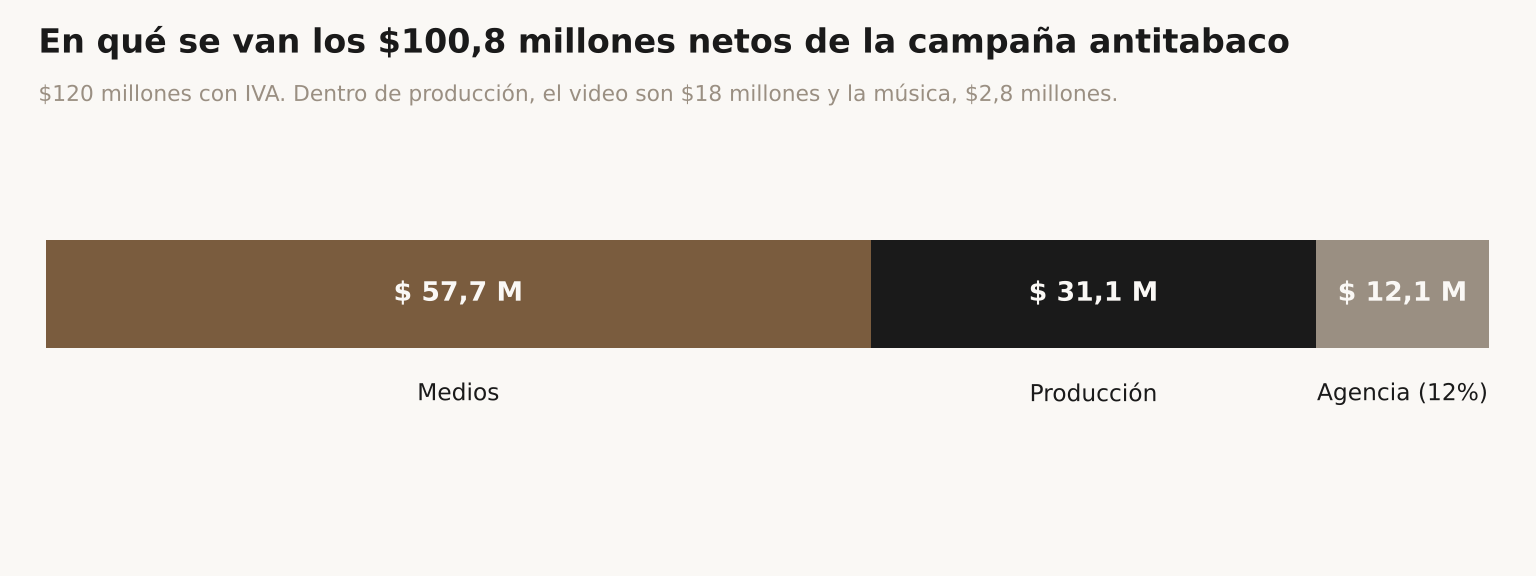 En qué se van los $100,8 millones netos de la campaña antitabaco
$120 millones con IVA. Dentro de producción, el video son $18 millones y la música, $2,8 millones.
$ 57,7 M
$ 31,1 M
$ 12,1 M
Medios
Producción
Agencia (12%)